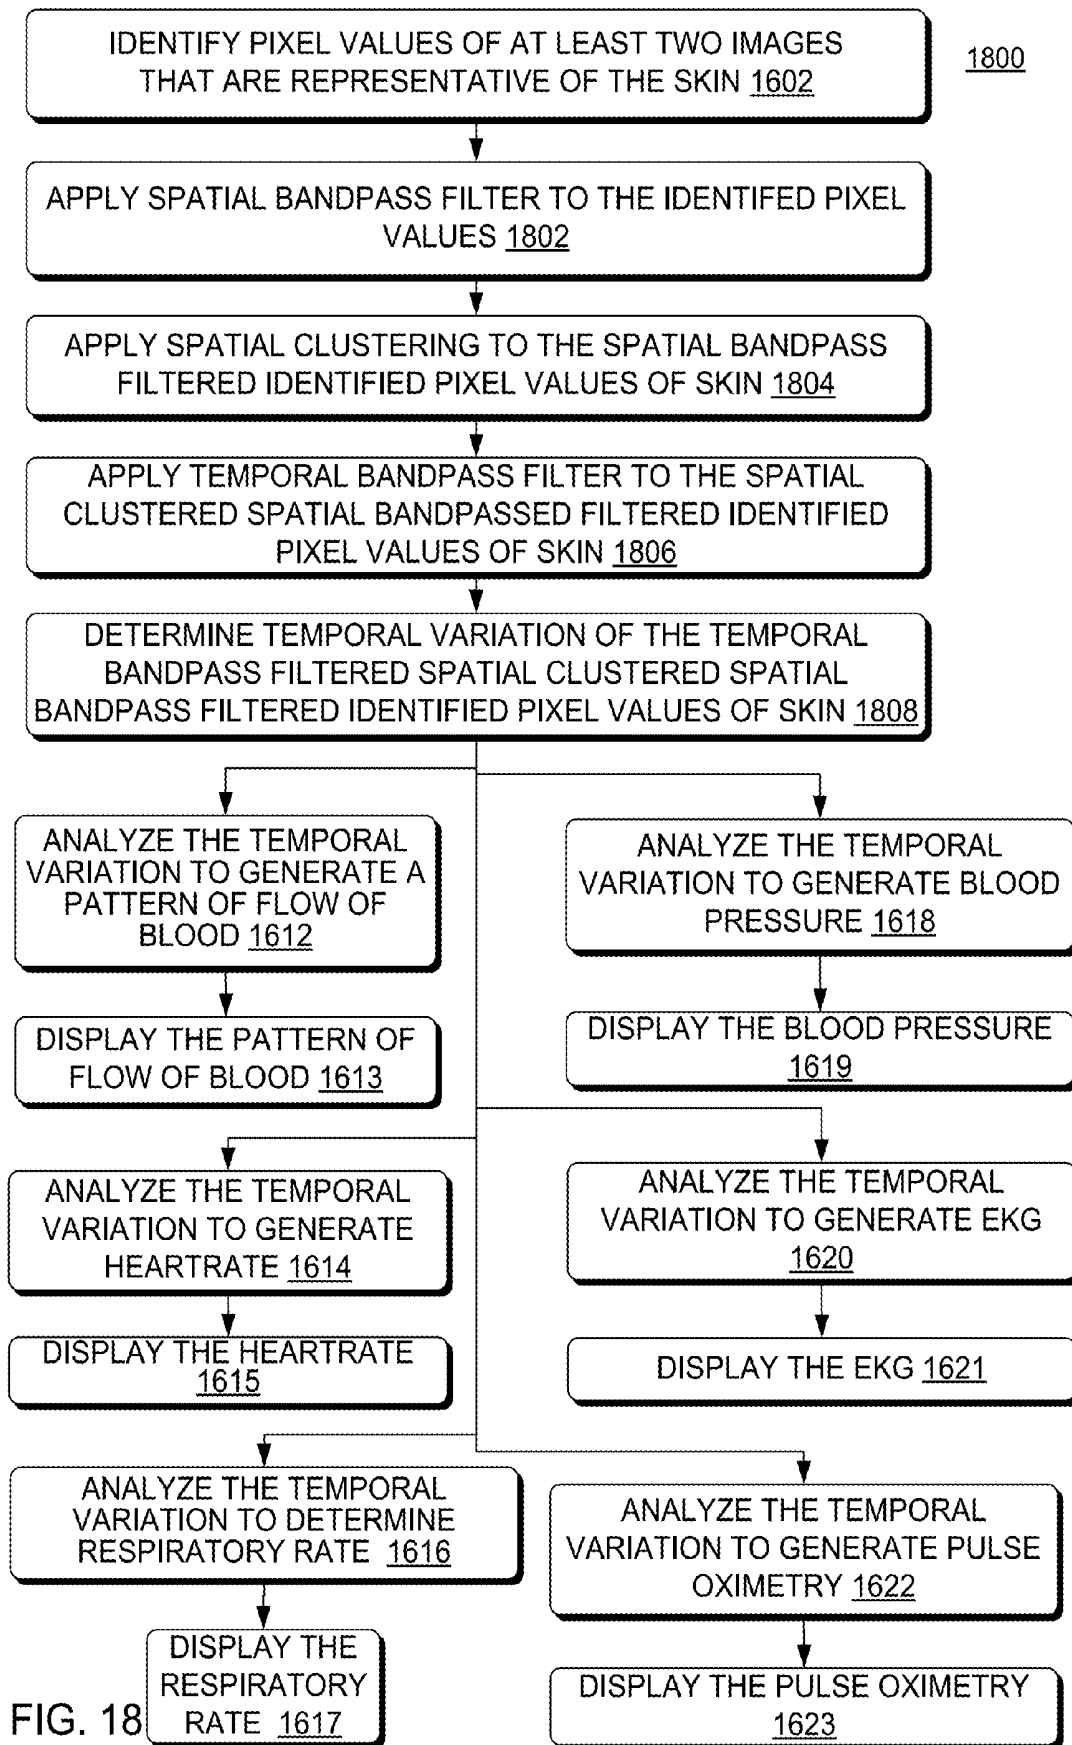 IDENTIFY PIXEL VALUES OF AT LEAST TWO IMAGES
THAT ARE REPRESENTATIVE OF THE SKIN 1602
1800
APPLY SPATIAL BANDPASS FILTER TO THE IDENTIFED PIXEL
VALUES 1802
APPLY SPATIAL CLUSTERING TO THE SPATIAL BANDPASS
FILTERED IDENTIFIED PIXEL VALUES OF SKIN 1804
APPLY TEMPORAL BANDPASS FILTER TO THE SPATIAL
CLUSTERED SPATIAL BANDPASSED FILTERED IDENTIFIED
PIXEL VALUES OF SKIN 1806
DETERMINE TEMPORAL VARIATION OF THE TEMPORAL
BANDPASS FILTERED SPATIAL CLUSTERED SPATIAL
BANDPASS FILTERED IDENTIFIED PIXEL VALUES OF SKIN 1808
ANALYZE THE TEMPORAL
VARIATION TO GENERATE A
PATTERN OF FLOW OF
BLOOD 1612
DISPLAY THE PATTERN OF
FLOW OF BLOOD 1613
ANALYZE THE TEMPORAL
VARIATION TO GENERATE BLOOD
PRESSURE 1618
DISPLAY THE BLOOD PRESSURE
1619
ANALYZE THE TEMPORAL
VARIATION TO GENERATE
HEARTRATE 1614
DISPLAY THE HEARTRATE
1615
ANALYZE THE TEMPORAL
VARIATION TO GENERATE EKG
1620
DISPLAY THE EKG 1621
ANALYZE THE TEMPORAL
VARIATION TO DETERMINE
RESPIRATORY RATE 1616
DISPLAY THE
RESPIRATORY
RATE 1617
ANALYZE THE TEMPORAL
VARIATION TO GENERATE PULSE
OXIMETRY 1622
DISPLAY THE PULSE OXIMETRY
1623
FIG. 18